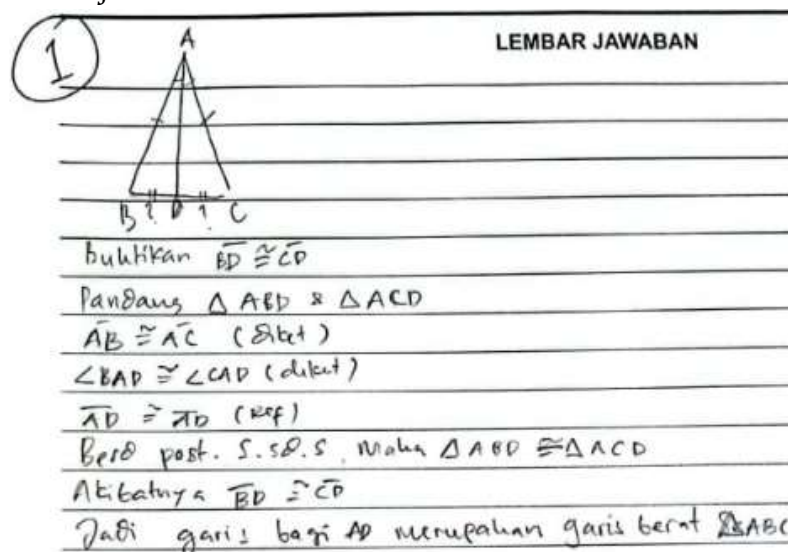 1
LEMBAR JAWABAN
A
B ? D ? C
buktikan BD ≅ CD
Pandang △ ABD & △ ACD
AB ≅ AC (diket)
∠BAD ≅ ∠CAD (diket)
AD ≅ AD (Ref)
Berd post. S.sd.S, Maka △ ABD ≅ △ ACD
Akibatnya BD ≅ CD
Jadi garis bagi AD merupakan garis berat △ABC